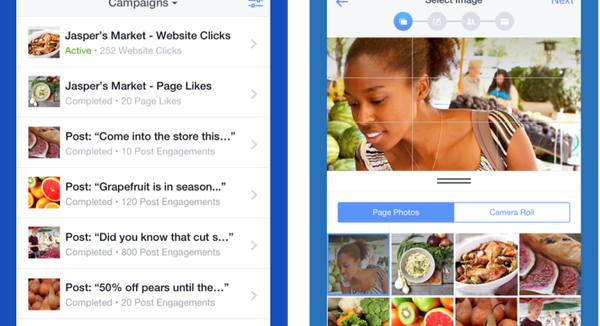 Campaigns
Jasper's Market - Website Clicks
Active • 252 Website Clicks
Jasper's Market - Page Likes
Completed • 20 Page Likes
Post: “Come into the store this…”
Completed • 10 Post Engagements
Post: “Grapefruit is in season...”
Completed • 120 Post Engagements
Post: “Did you know that cut s…”
Completed • 800 Post Engagements
Post: “50% off pears until the…”
Completed • 20 Post Engagements
Select Image
Next
Page Photos
Camera Roll